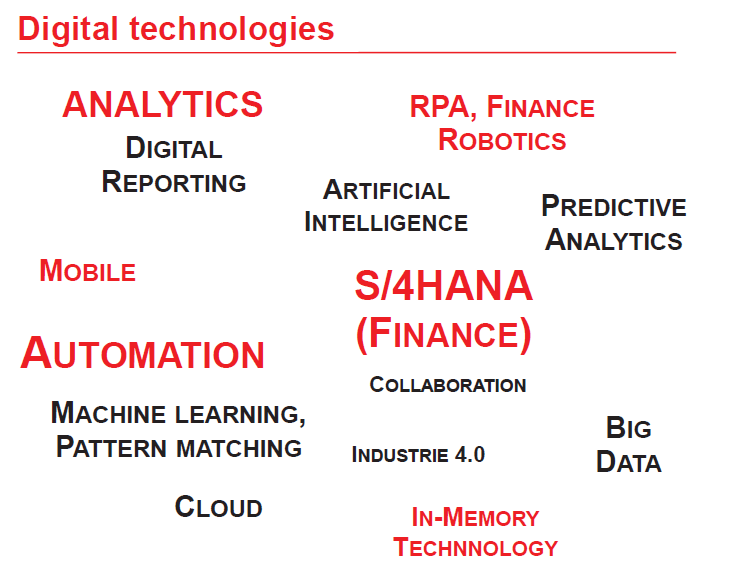 Digital technologies
ANALYTICS
DIGITAL
REPORTING
RPA, FINANCE
ROBOTICS
ARTIFICIAL
INTELLIGENCE
PREDICTIVE
ANALYTICS
MOBILE
S/4HANA
(FINANCE)
AUTOMATION
COLLABORATION
MACHINE LEARNING,
PATTERN MATCHING
INDUSTRIE 4.0
BIG
DATA
CLOUD
IN-MEMORY
TECHNNNOLOGY